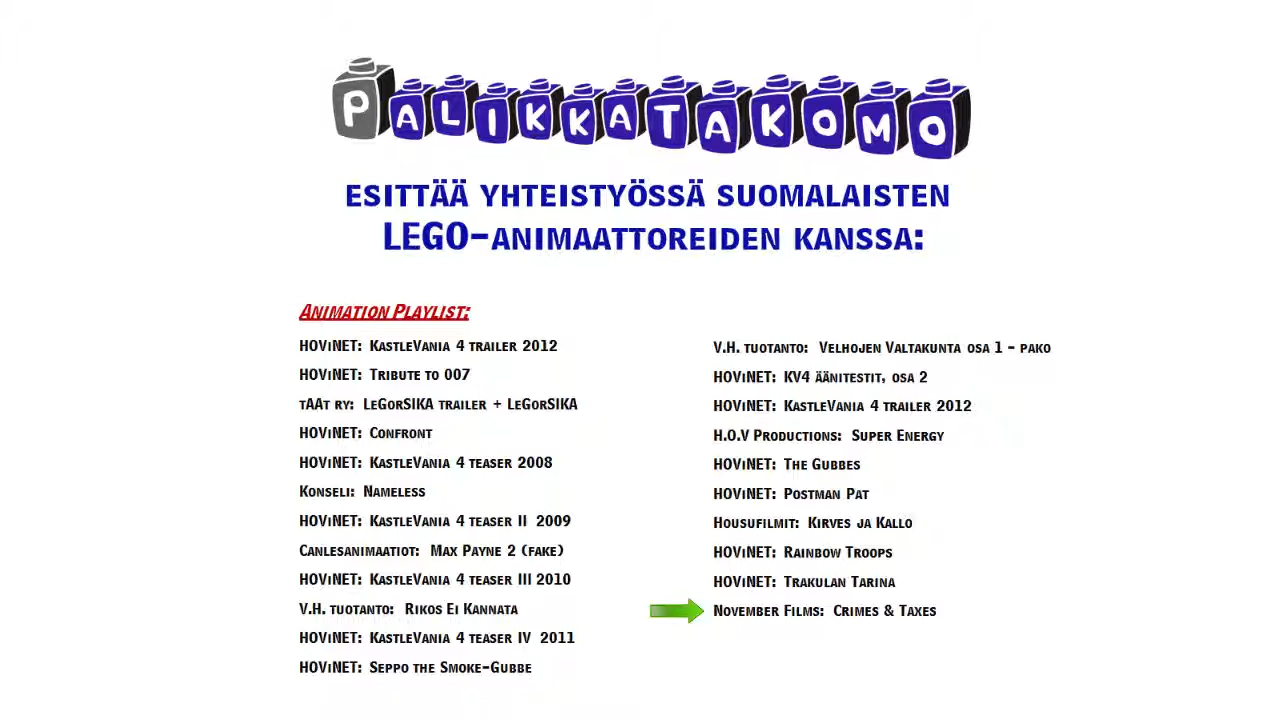 PALIKKATAKOMO
ESITTÄÄ YHTEISTYÖSSÄ SUOMALAISTEN
LEGO-ANIMAATTOREIDEN KANSSA:
ANIMATION PLAYLIST:
HOViNET: KASTLEVANIA 4 TRAILER 2012
HOViNET: TRIBUTE TO 007
TAAT RY: LEGORSIKA TRAILER + LEGORSIKA
HOViNET: CONFRONT
HOViNET: KASTLEVANIA 4 TEASER 2008
KONSELI: NAMELESS
HOViNET: KASTLEVANIA 4 TEASER II 2009
CANLESANIMAATIOT: MAX PAYNE 2 (FAKE)
HOViNET: KASTLEVANIA 4 TEASER III 2010
V.H. TUOTANTO: RIKOS EI KANNATA
HOViNET: KASTLEVANIA 4 TEASER IV 2011
HOViNET: SEPPO THE SMOKE-GUBBE
V.H. TUOTANTO: VELHOJEN VALTAKUNTA OSA 1 - PAKO
HOViNET: KV4 ÄÄNITESTIT, OSA 2
HOViNET: KASTLEVANIA 4 TRAILER 2012
H.O.V PRODUCTIONS: SUPER ENERGY
HOViNET: THE GUBBES
HOViNET: POSTMAN PAT
HOUSUFILMIT: KIRVES JA KALLO
HOViNET: RAINBOW TROOPS
HOViNET: TRAKULAN TARINA
NOVEMBER FILMS: CRIMES & TAXES